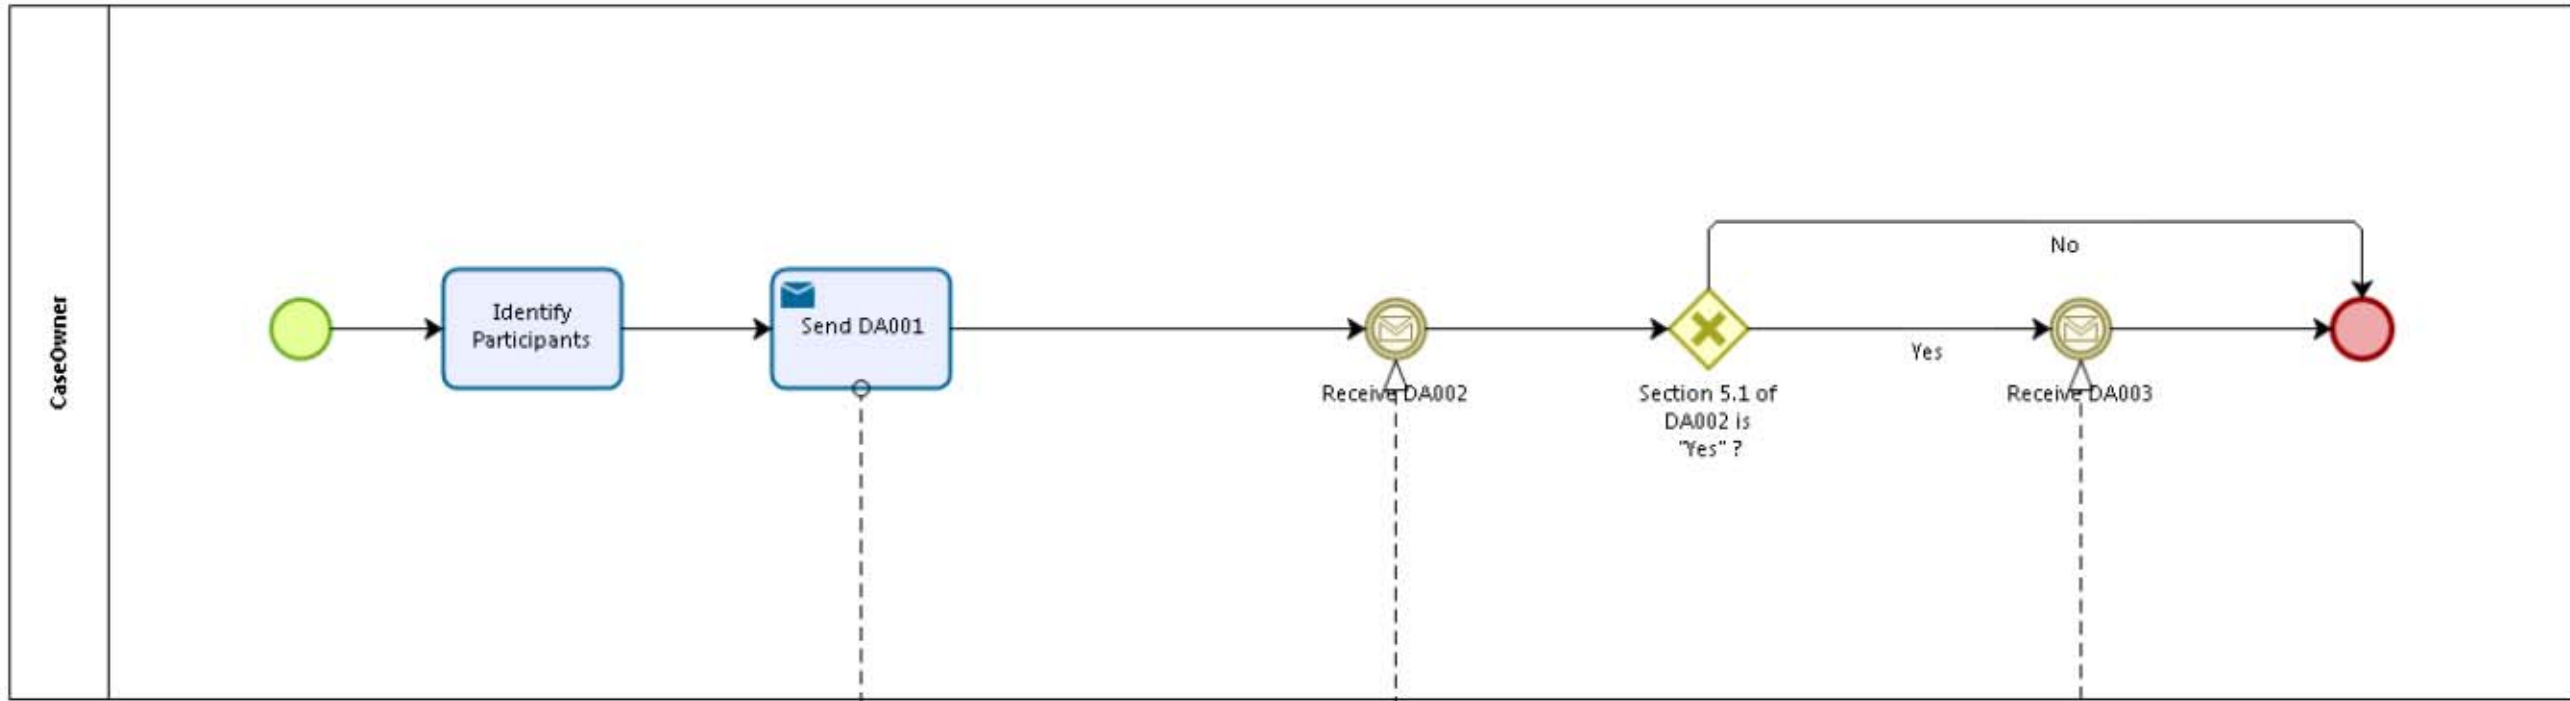 CaseOwner
Identify
Participants
Send DA001
Receive DA002
Section 5.1 of
DA002 is
"Yes" ?
No
Yes
Receive DA003